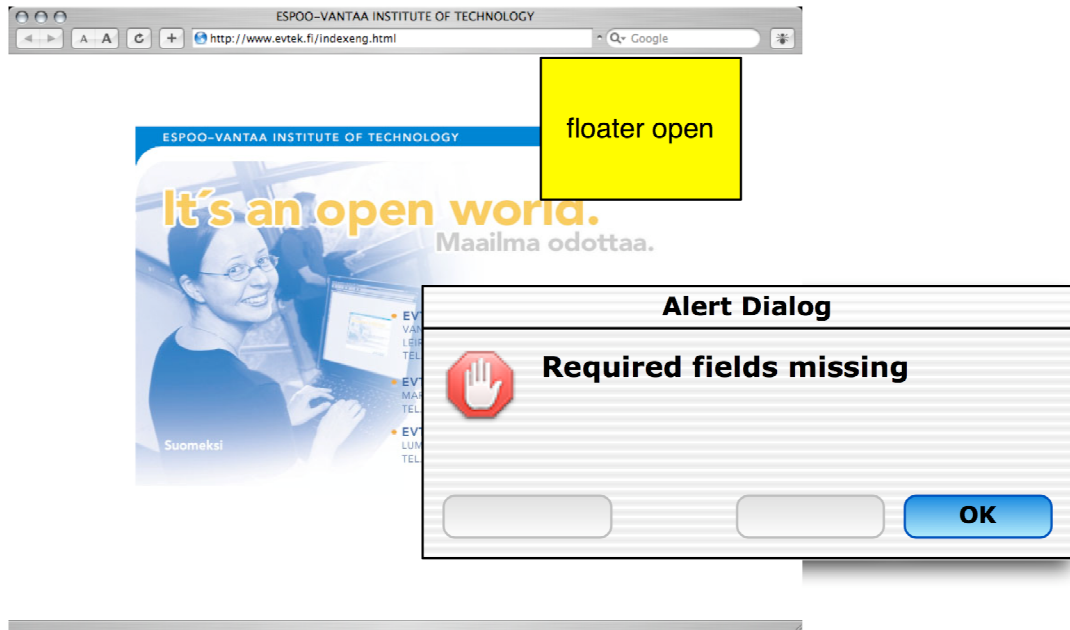 ESPOO-VANTAA INSTITUTE OF TECHNOLOGY
A A
http://www.evtek.fi/indexeng.html
Google
floater open
ESPOO-VANTAA INSTITUTE OF TECHNOLOGY
It´s an open world.
Maailma odottaa.
Alert Dialog
Required fields missing
Suomeksi
OK